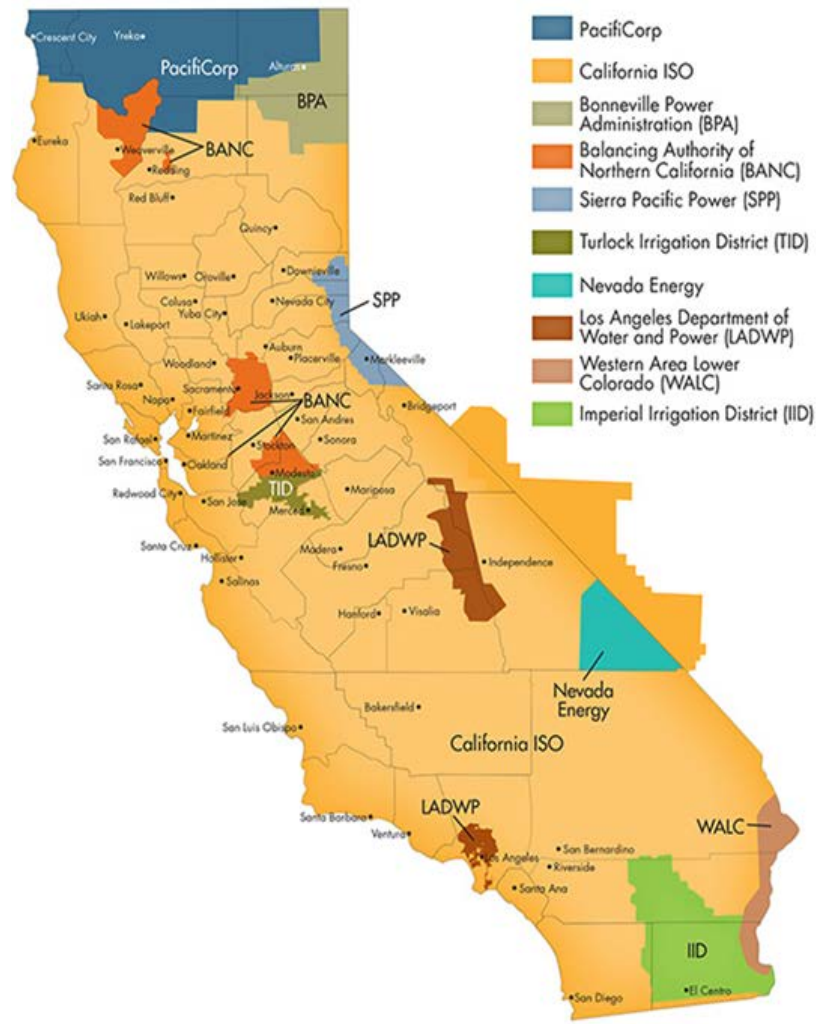 Crescent City
Yreka
PacifiCorp
Alturas
BPA
Eureka
Weaverville
BANC
Redding
Red Bluff
Quincy
Willows
Oroville
Downieville
Colusa
Nevada City
SPP
Yuba City
Ukiah
Lakeport
Auburn
Woodland
Placerville
Markleeville
Santa Rosa
Sacramento
Jackson
BANC
Napa
Fairfield
Bridgeport
San Andres
San Rafael
Martinez
Stockton
Sonora
San Francisco
Oakland
Modesto
Redwood City
San Jose
TID
Mariposa
Merced
Santa Cruz
Hollister
Madera
LADWP
Fresno
Independence
Salinas
Hanford
Visalia
Nevada
Energy
Bakersfield
San Luis Obispo
California ISO
LADWP
Santa Barbara
Ventura
WALC
Los Angeles
San Bernardino
Riverside
Santa Ana
IID
El Centro
San Diego
PacifiCorp
California ISO
Bonneville Power
Administration (BPA)
Balancing Authority of
Northern California (BANC)
Sierra Pacific Power (SPP)
Turlock Irrigation District (TID)
Nevada Energy
Los Angeles Department of
Water and Power (LADWP)
Western Area Lower
Colorado (WALC)
Imperial Irrigation District (IID)